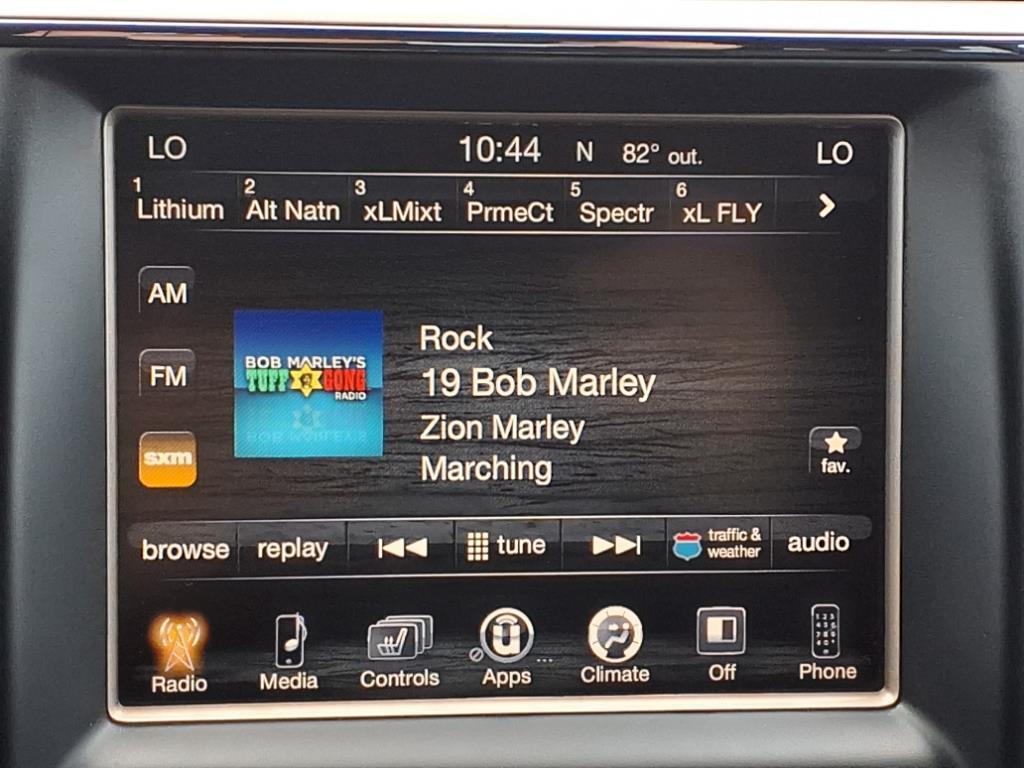 LO 10:44 N 82° out. LO
1 Lithium 2 Alt Natn 3 xLMixt 4 PrmeCt 5 Spectr 6 xL FLY
AM
FM
sxm
BOB MARLEY'S
TUFF GONG
RADIO
Rock
19 Bob Marley
Zion Marley
Marching
fav.
browse replay tune traffic & weather audio
Radio Media Controls Apps Climate Off Phone